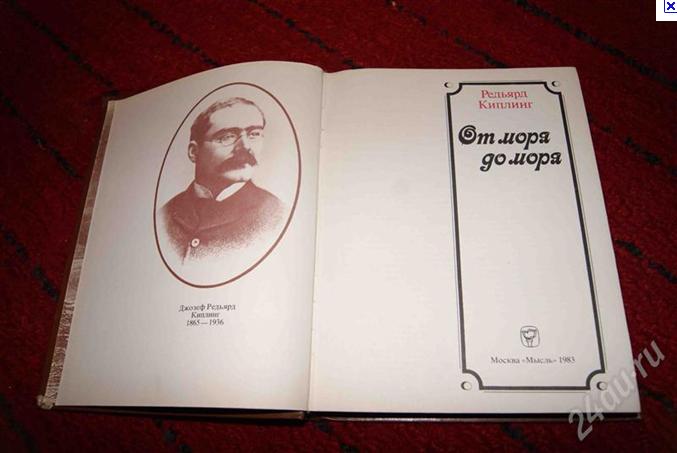 Джозеф Редьярд
Киплинг
1865—1936
Редьярд
Киплинг
От моря
до моря
Москва «Мысль» 1983
24au.ru